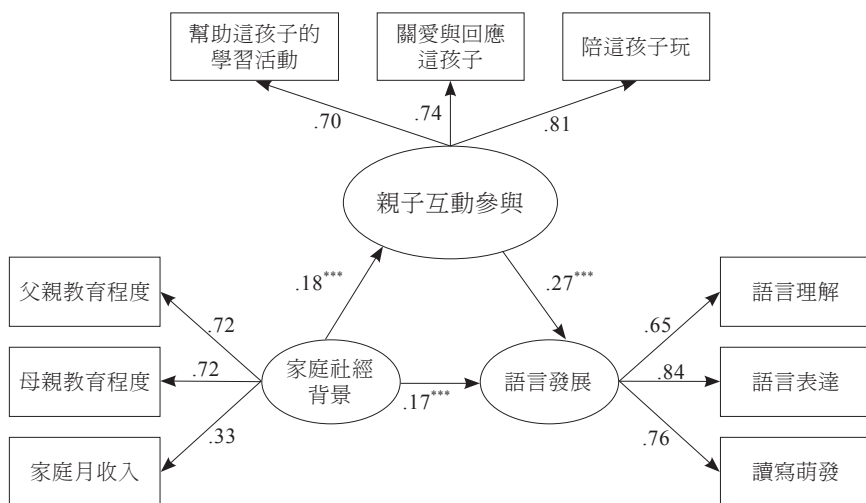 幫助這孩子的
學習活動
關愛與回應
這孩子
陪這孩子玩
.70
.74
.81
親子互動參與
.18***
.27***
父親教育程度
母親教育程度
家庭月收入
.72
.72
.33
家庭社經
背景
.17***
語言發展
.65
.84
.76
語言理解
語言表達
讀寫萌發